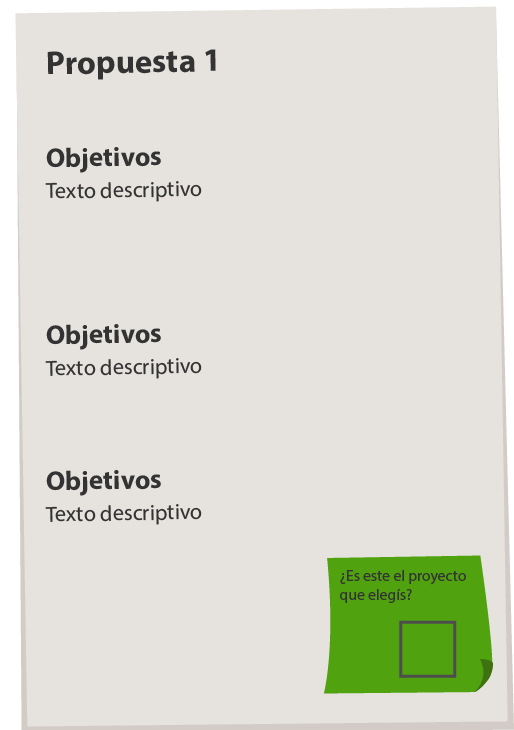 Propuesta 1
Objetivos
Texto descriptivo
Objetivos
Texto descriptivo
Objetivos
Texto descriptivo
¿Es este el proyecto
que elegís?